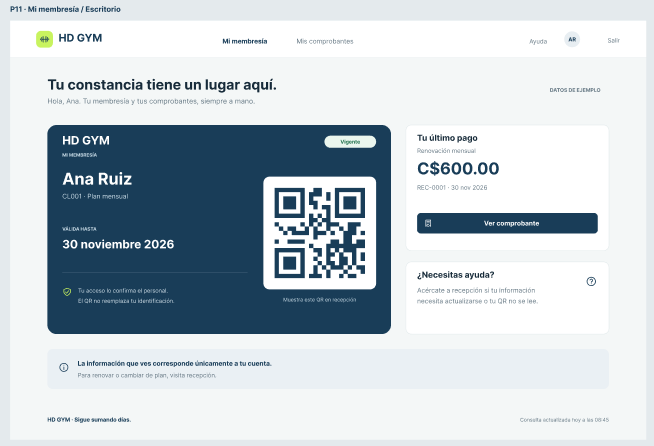 P11 · Mi membresía / Escritorio
HD GYM
Mi membresía
Mis comprobantes
Ayuda
AR
Salir
Tu constancia tiene un lugar aquí.
Hola, Ana. Tu membresía y tus comprobantes, siempre a mano.
DATOS DE EJEMPLO
HD GYM
MI MEMBRESÍA
Vigente
Ana Ruiz
CL001 · Plan mensual
VÁLIDA HASTA
30 noviembre 2026
Tu acceso lo confirma el personal.
El QR no reemplaza tu identificación.
Muestra este QR en recepción
Tu último pago
Renovación mensual
C$600.00
REC-0001 · 30 nov 2026
Ver comprobante
¿Necesitas ayuda?
Acércate a recepción si tu información
necesita actualizarse o tu QR no se lee.
La información que ves corresponde únicamente a tu cuenta.
Para renovar o cambiar de plan, visita recepción.
HD GYM · Sigue sumando días.
Consulta actualizada hoy a las 06:45